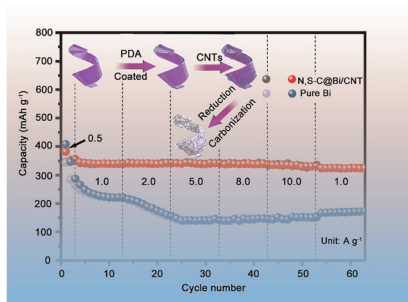 800
700
600
500
400
300
200
100
0
Capacity (mAh g⁻¹)
PDA
Coated
CNTs
Reduction
Carbonization
N,S-C@Bi/CNT
Pure Bi
0.5
1.0
2.0
5.0
8.0
10.0
1.0
Unit: A g⁻¹
0
10
20
30
40
50
60
Cycle number